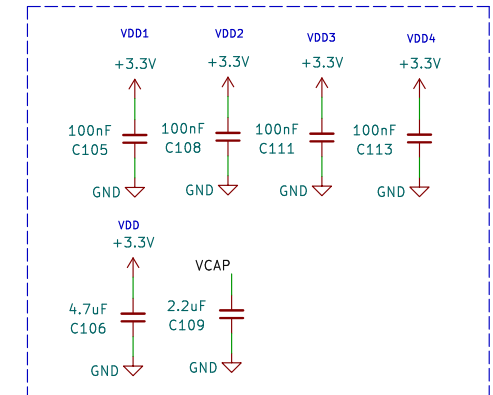 VDD1 VDD2 VDD3 VDD4
+3.3V +3.3V +3.3V +3.3V
100nF 100nF 100nF 100nF
C105 C108 C111 C113
GND GND GND GND
VDD
+3.3V
VCAP
4.7uF 2.2uF
C106 C109
GND GND